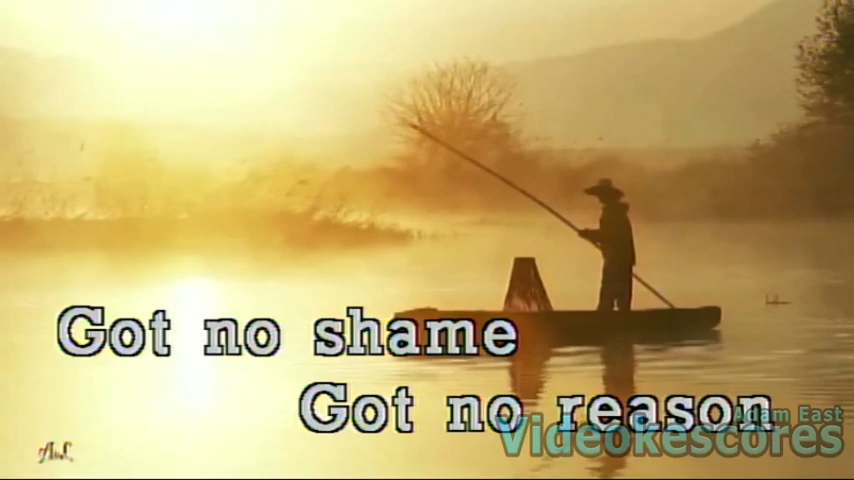 Got no shame
Got no reason
Adam East
Videokescores